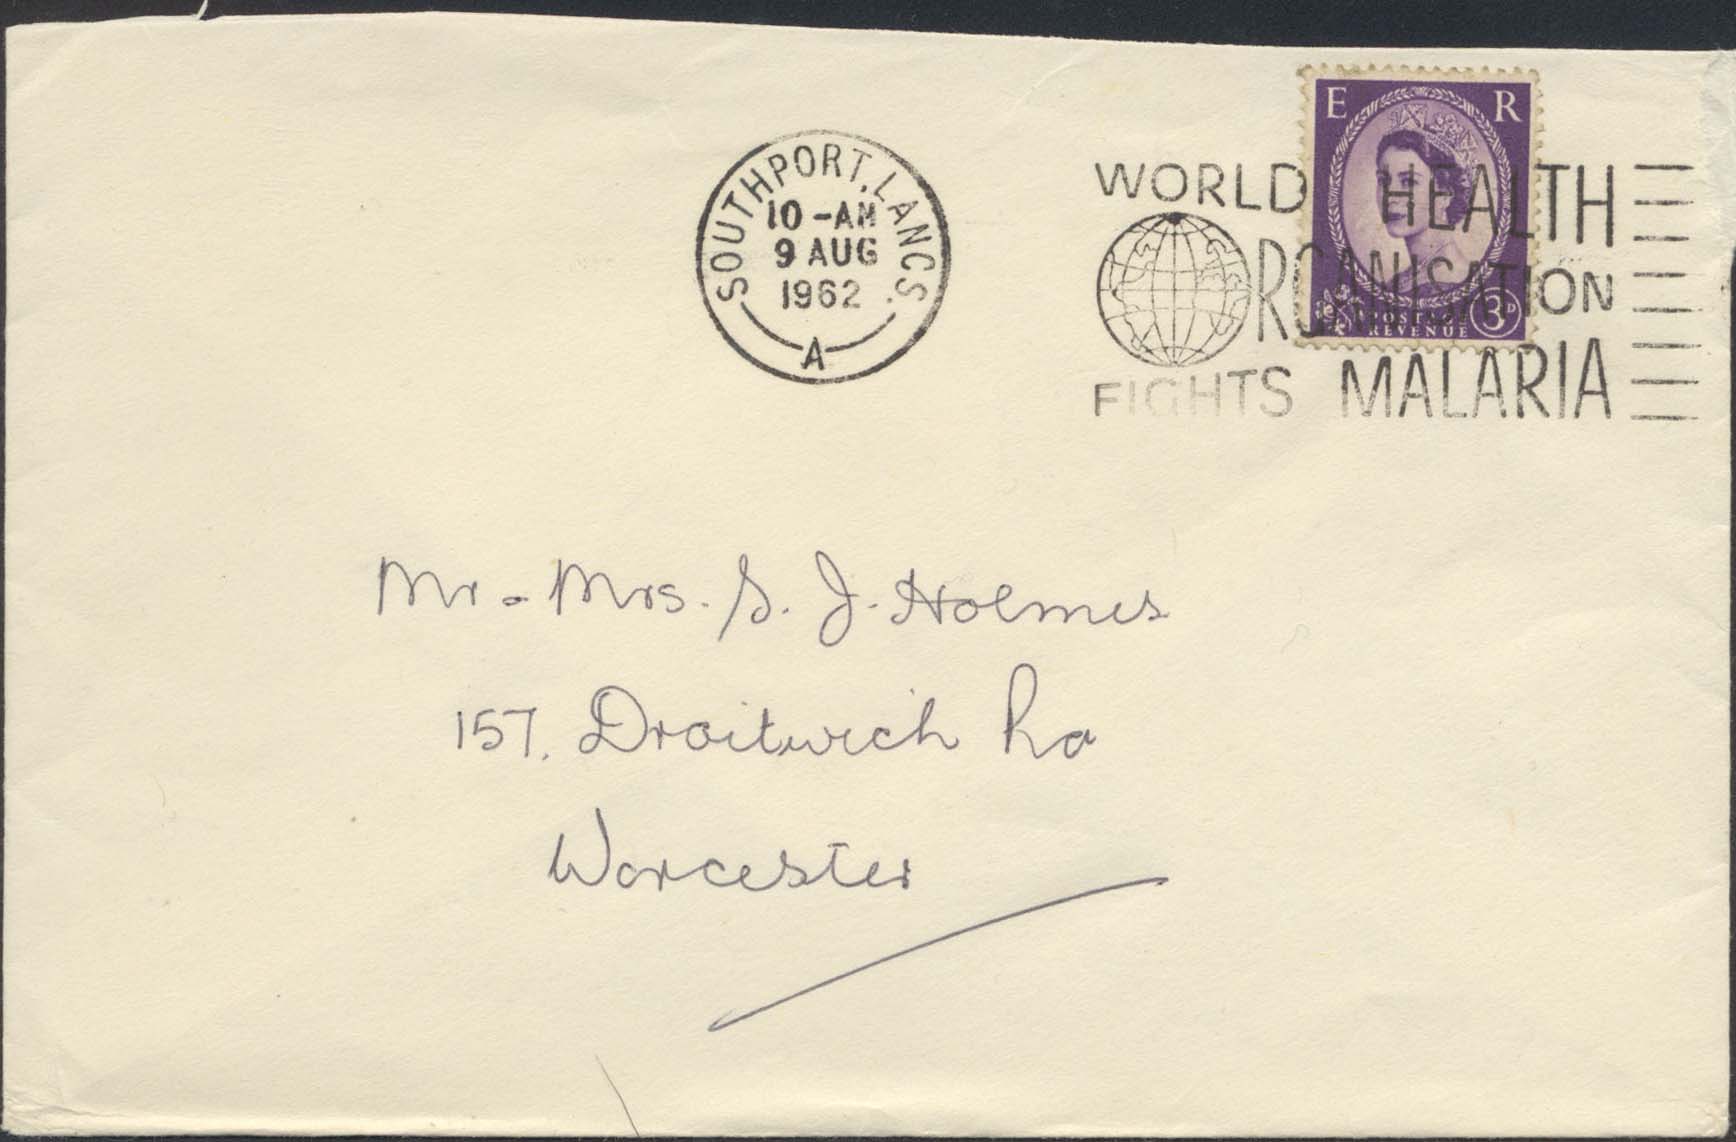 SOUTHPORT, LANCS.
10 - AM
9 AUG
1962
A
E R
POSTAGE
REVENUE
3D
WORLD HEALTH
ORGANISATION
FIGHTS MALARIA
Mr - Mrs. S. J. Holmes
157, Droitwich Rd
Worcester